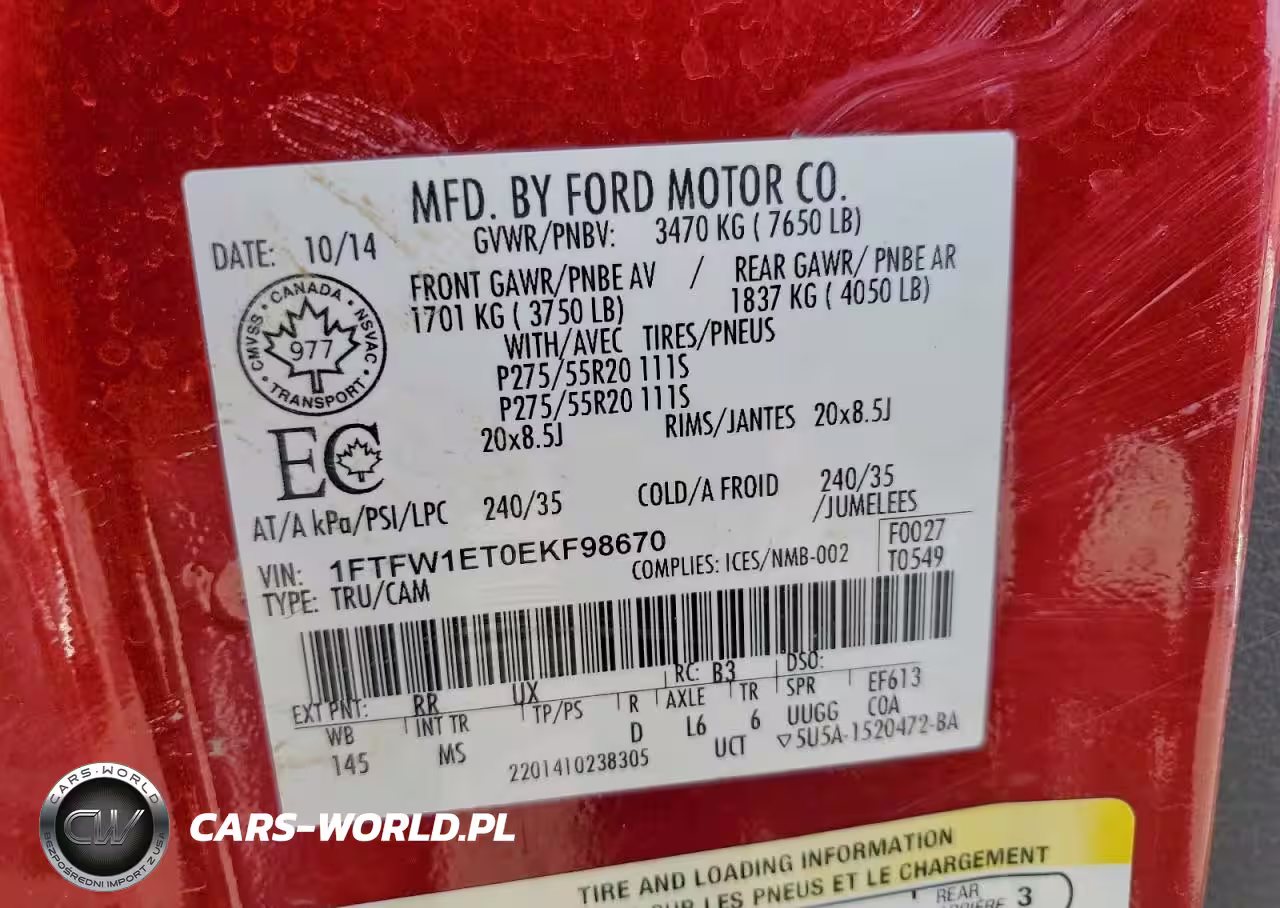 MFD. BY FORD MOTOR CO.
DATE: 10/14 GVWR/PNBV: 3470 KG ( 7650 LB)
FRONT GAWR/PNBE AV / REAR GAWR/ PNBE AR
1701 KG ( 3750 LB) 1837 KG ( 4050 LB)
WITH/AVEC TIRES/PNEUS
P275/55R20 111S
P275/55R20 111S
20x8.5J RIMS/JANTES 20x8.5J
CANADA
CMVSS NSVAC
977
TRANSPORT
EC
AT/A kPa/PSI/LPC 240/35 COLD/A FROID 240/35
/JUMELEES
VIN: 1FTFW1ET0EKF98670
COMPLIES: ICES/NMB-002
F0027
T0549
TYPE: TRU/CAM
RC: B3 DSO:
EXT PNT: RR UX
WB INT TR TP/PS R AXLE TR SPR EF613
145 MS D L6 6 UUGG COA
2201410238305 UCT ▽5U5A-1520472-BA
CARS-WORLD
CW
BEZPOŚREDNI IMPORT Z USA
CARS-WORLD.PL
TIRE AND LOADING INFORMATION
LES PNEUS ET LE CHARGEMENT
REAR
3